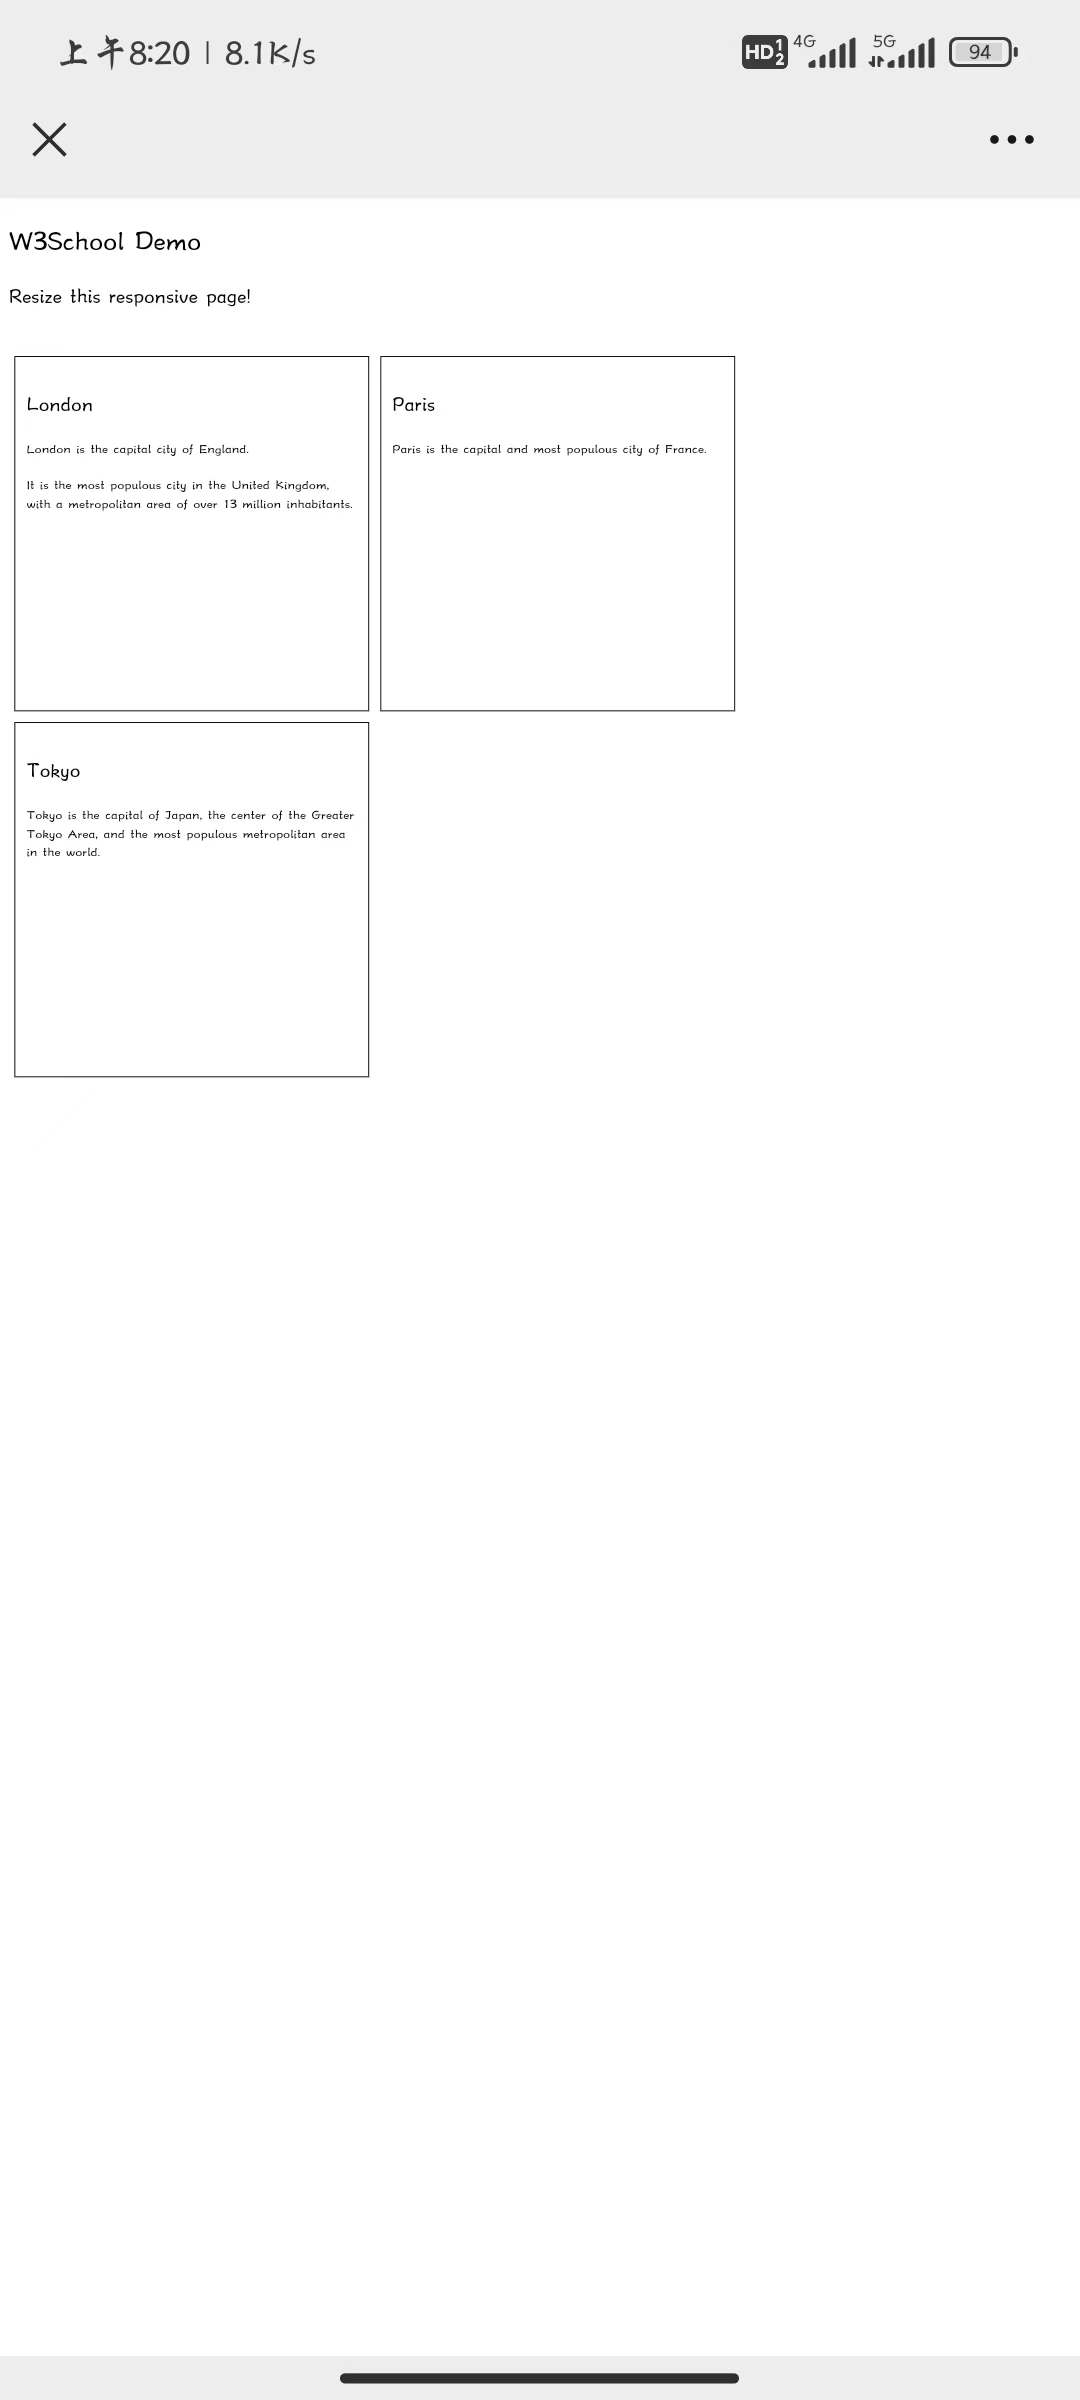 上午8:20 | 8.1K/s
HD 1 2 4G 5G 94
W3School Demo
Resize this responsive page!
London
London is the capital city of England.
It is the most populous city in the United Kingdom,
with a metropolitan area of over 13 million inhabitants.
Paris
Paris is the capital and most populous city of France.
Tokyo
Tokyo is the capital of Japan, the center of the Greater
Tokyo Area, and the most populous metropolitan area
in the world.